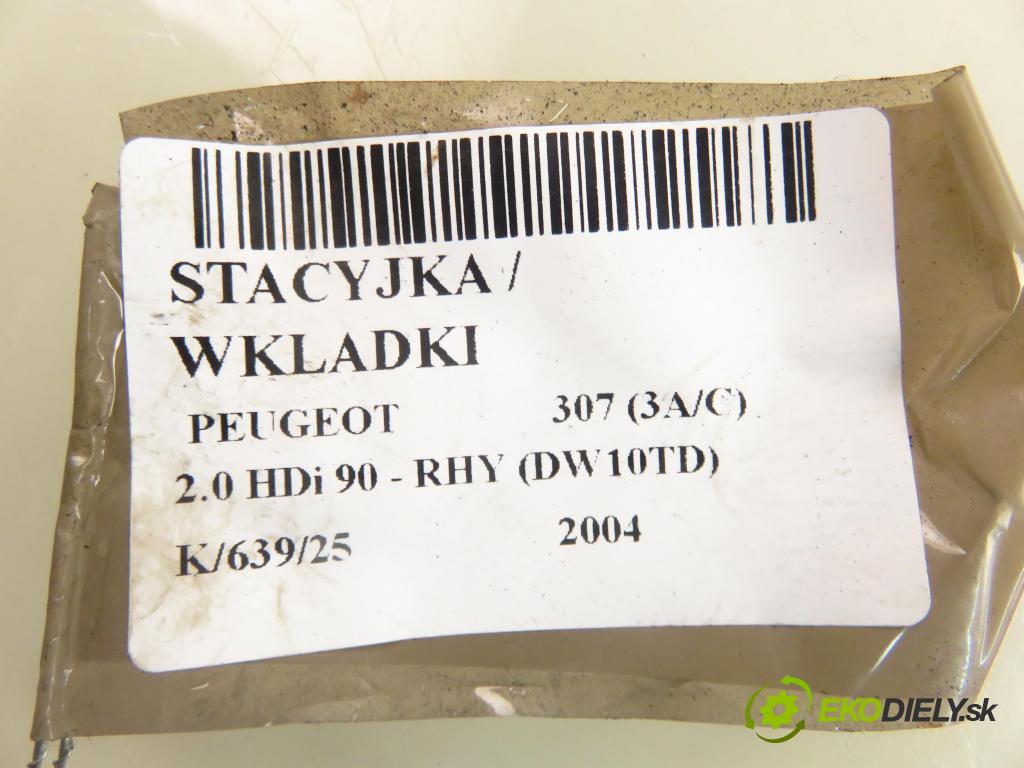 STACYJKA /
WKLADKI
PEUGEOT 307 (3A/C)
2.0 HDi 90 - RHY (DW10TD)
K/639/25 2004
EKODIELY.sk